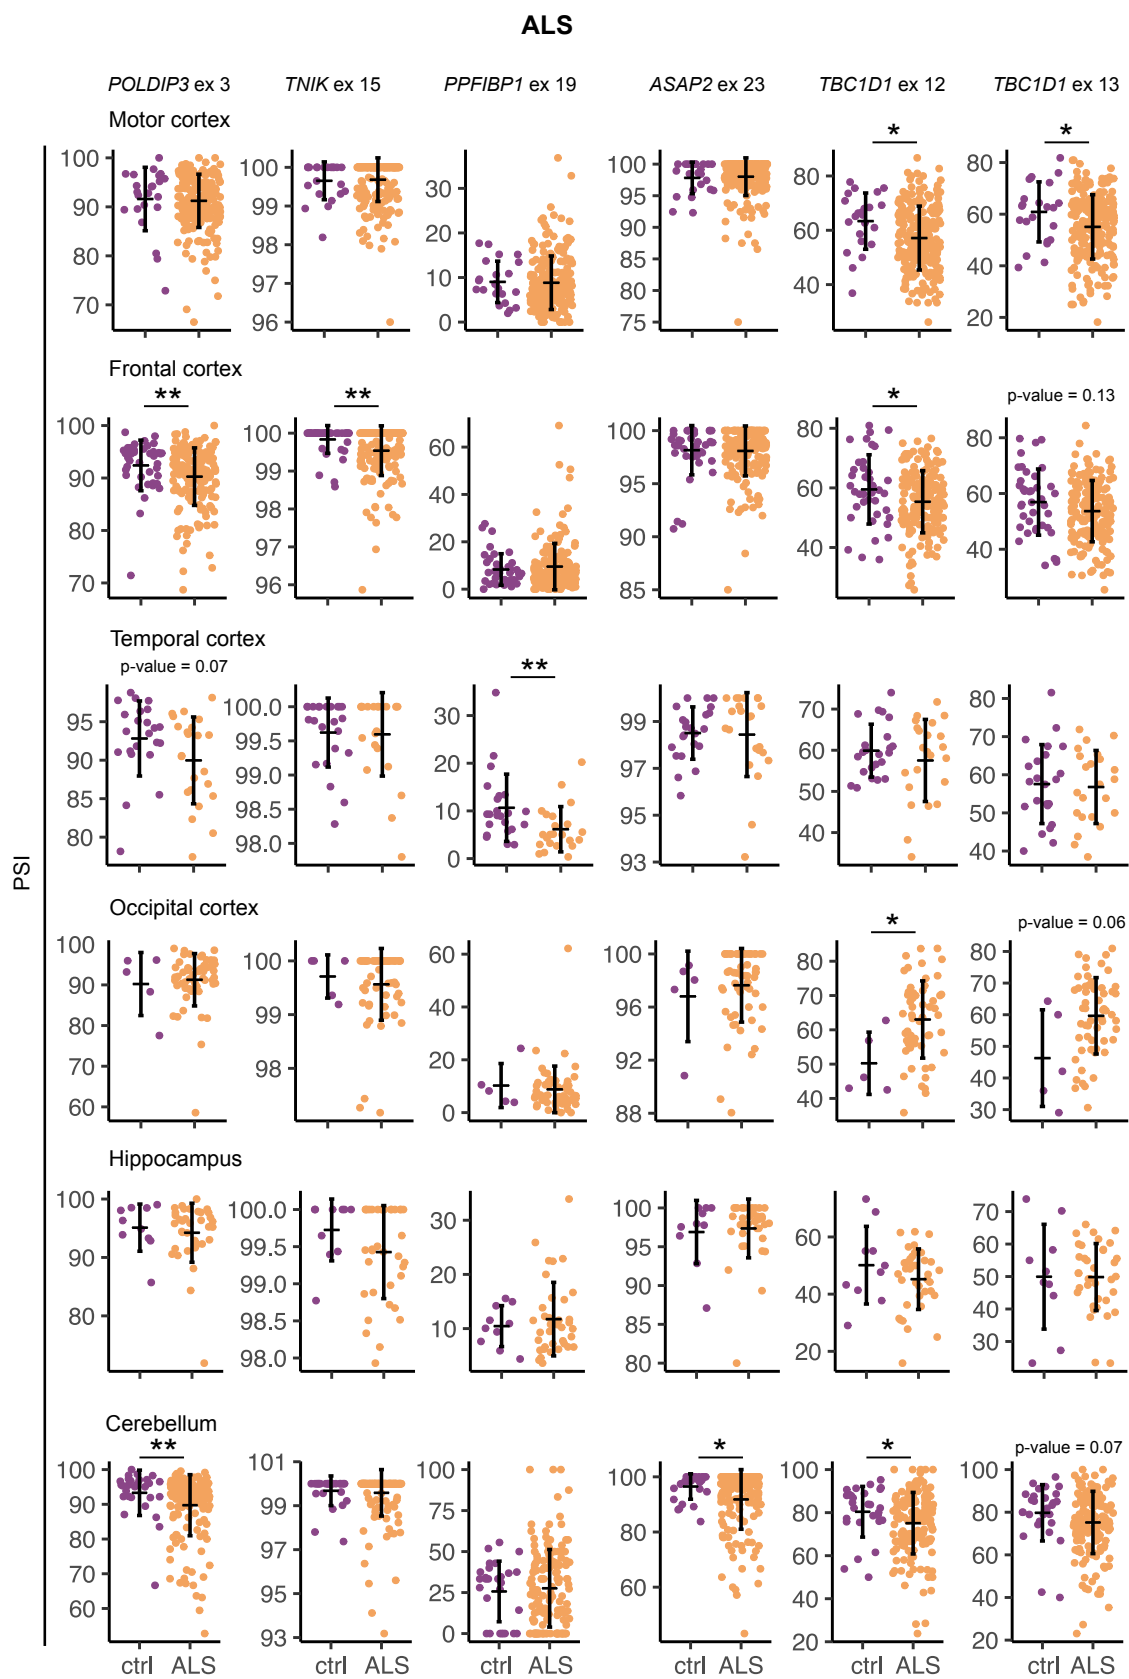 ALS
POLDIP3 ex 3 TNIK ex 15 PPFIBP1 ex 19 ASAP2 ex 23 TBC1D1 ex 12 TBC1D1 ex 13
Motor cortex
* *
100 90 80 70
100 99 98 97 96
30 20 10 0
100 95 90 85 80 75
80 60 40
80 60 40 20
Frontal cortex
** ** * p-value = 0.13
100 90 80 70
100 99 98 97 96
60 40 20 0
100 95 90 85
80 60 40
80 60 40
Temporal cortex
p-value = 0.07 **
95 90 85 80
100.0 99.5 99.0 98.5 98.0
30 20 10 0
99 97 95 93
70 60 50 40
80 70 60 50 40
PSI
Occipital cortex
* p-value = 0.06
100 90 80 70 60
100 99 98
60 40 20 0
100 96 92 88
80 70 60 50 40
80 70 60 50 40 30
Hippocampus
100 90 80
100.0 99.5 99.0 98.5 98.0
30 20 10
100 95 90 85 80
60 40 20
70 60 50 40 30
Cerebellum
** * * p-value = 0.07
100 90 80 70 60
101 99 97 95 93
100 75 50 25 0
100 80 60
100 80 60 40 20
100 80 60 40 20
ctrl ALS ctrl ALS ctrl ALS ctrl ALS ctrl ALS ctrl ALS